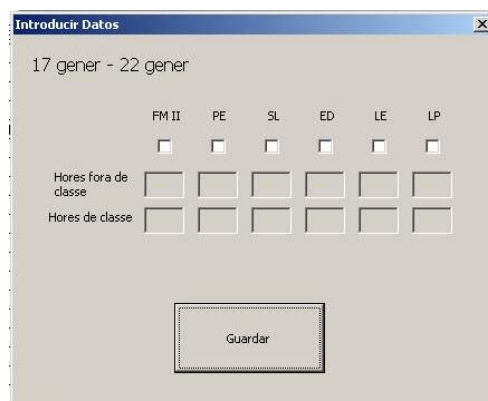 Introducir Datos
17 gener - 22 gener
FM II PE SL ED LE LP
Hores fora de
classe
Hores de classe
Guardar